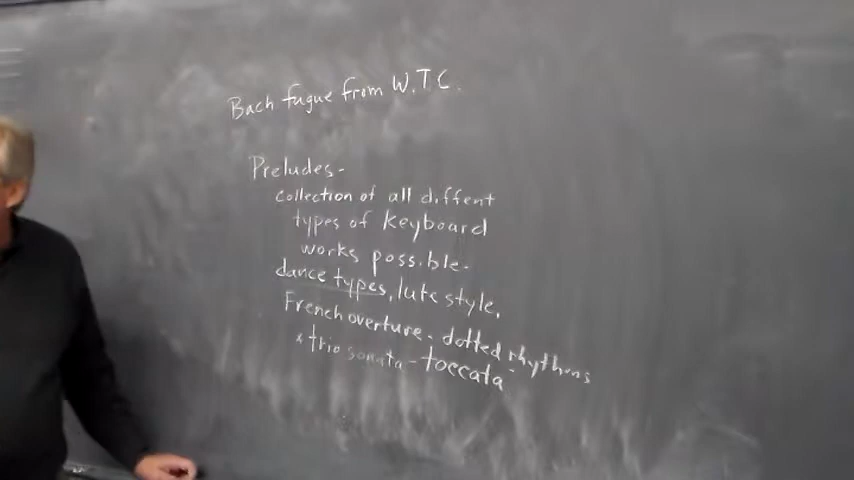 Bach fugue from W.T.C.
Preludes-
collection of all diffent
types of keyboard
works possible-
dance types, lute style,
French overture- dotted rhythms
& trio sonata - toccata